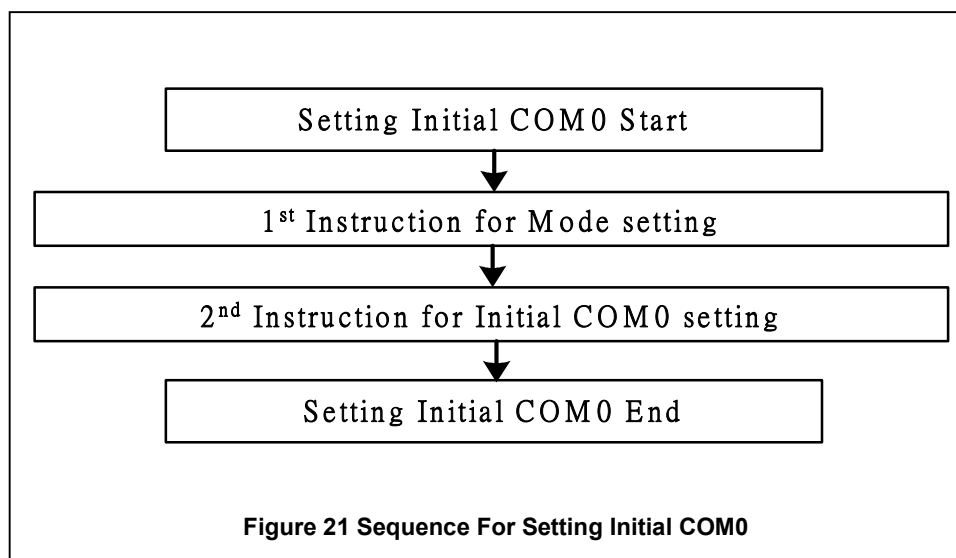 Setting Initial COM0 Start
1st Instruction for Mode setting
2nd Instruction for Initial COM0 setting
Setting Initial COM0 End
Figure 21 Sequence For Setting Initial COM0